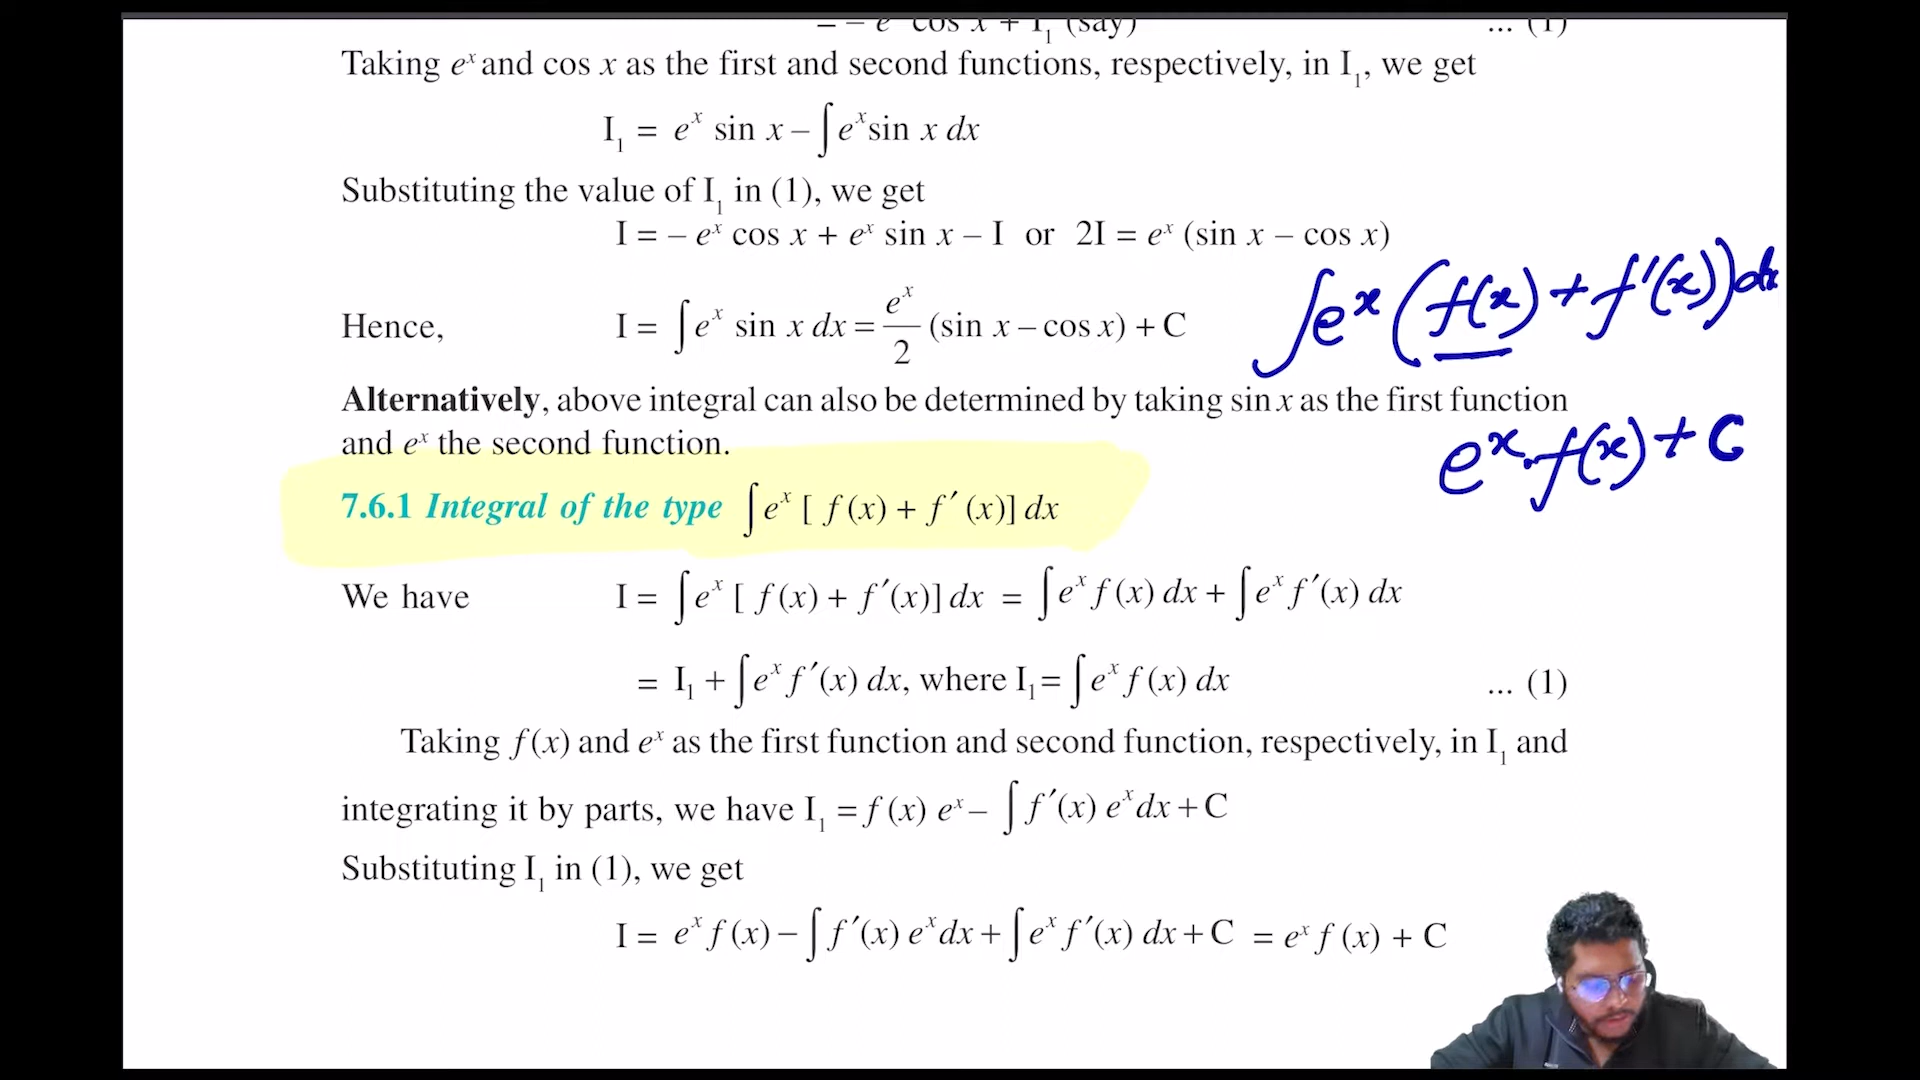 = – eˣ cos x + I₁ (say) ... (1)
Taking eˣ and cos x as the first and second functions, respectively, in I₁, we get
I₁ = eˣ sin x – ∫eˣ sin x dx
Substituting the value of I₁ in (1), we get
I = – eˣ cos x + eˣ sin x – I or 2I = eˣ (sin x – cos x)
∫eˣ (f(x) + f′(x))dx
Hence, I = ∫eˣ sin x dx = eˣ/2 (sin x – cos x) + C
Alternatively, above integral can also be determined by taking sin x as the first function
and eˣ the second function.
eˣ.f(x) + C
7.6.1 Integral of the type ∫eˣ [ f (x) + f′ (x)] dx
We have I = ∫eˣ [ f (x) + f′(x)] dx = ∫eˣ f (x) dx + ∫eˣ f′(x) dx
= I₁ + ∫eˣ f′(x) dx, where I₁ = ∫eˣ f (x) dx ... (1)
Taking f (x) and eˣ as the first function and second function, respectively, in I₁ and
integrating it by parts, we have I₁ = f (x) eˣ – ∫ f′(x) eˣ dx + C
Substituting I₁ in (1), we get
I = eˣ f (x) – ∫ f′(x) eˣ dx + ∫eˣ f′(x) dx + C = eˣ f (x) + C